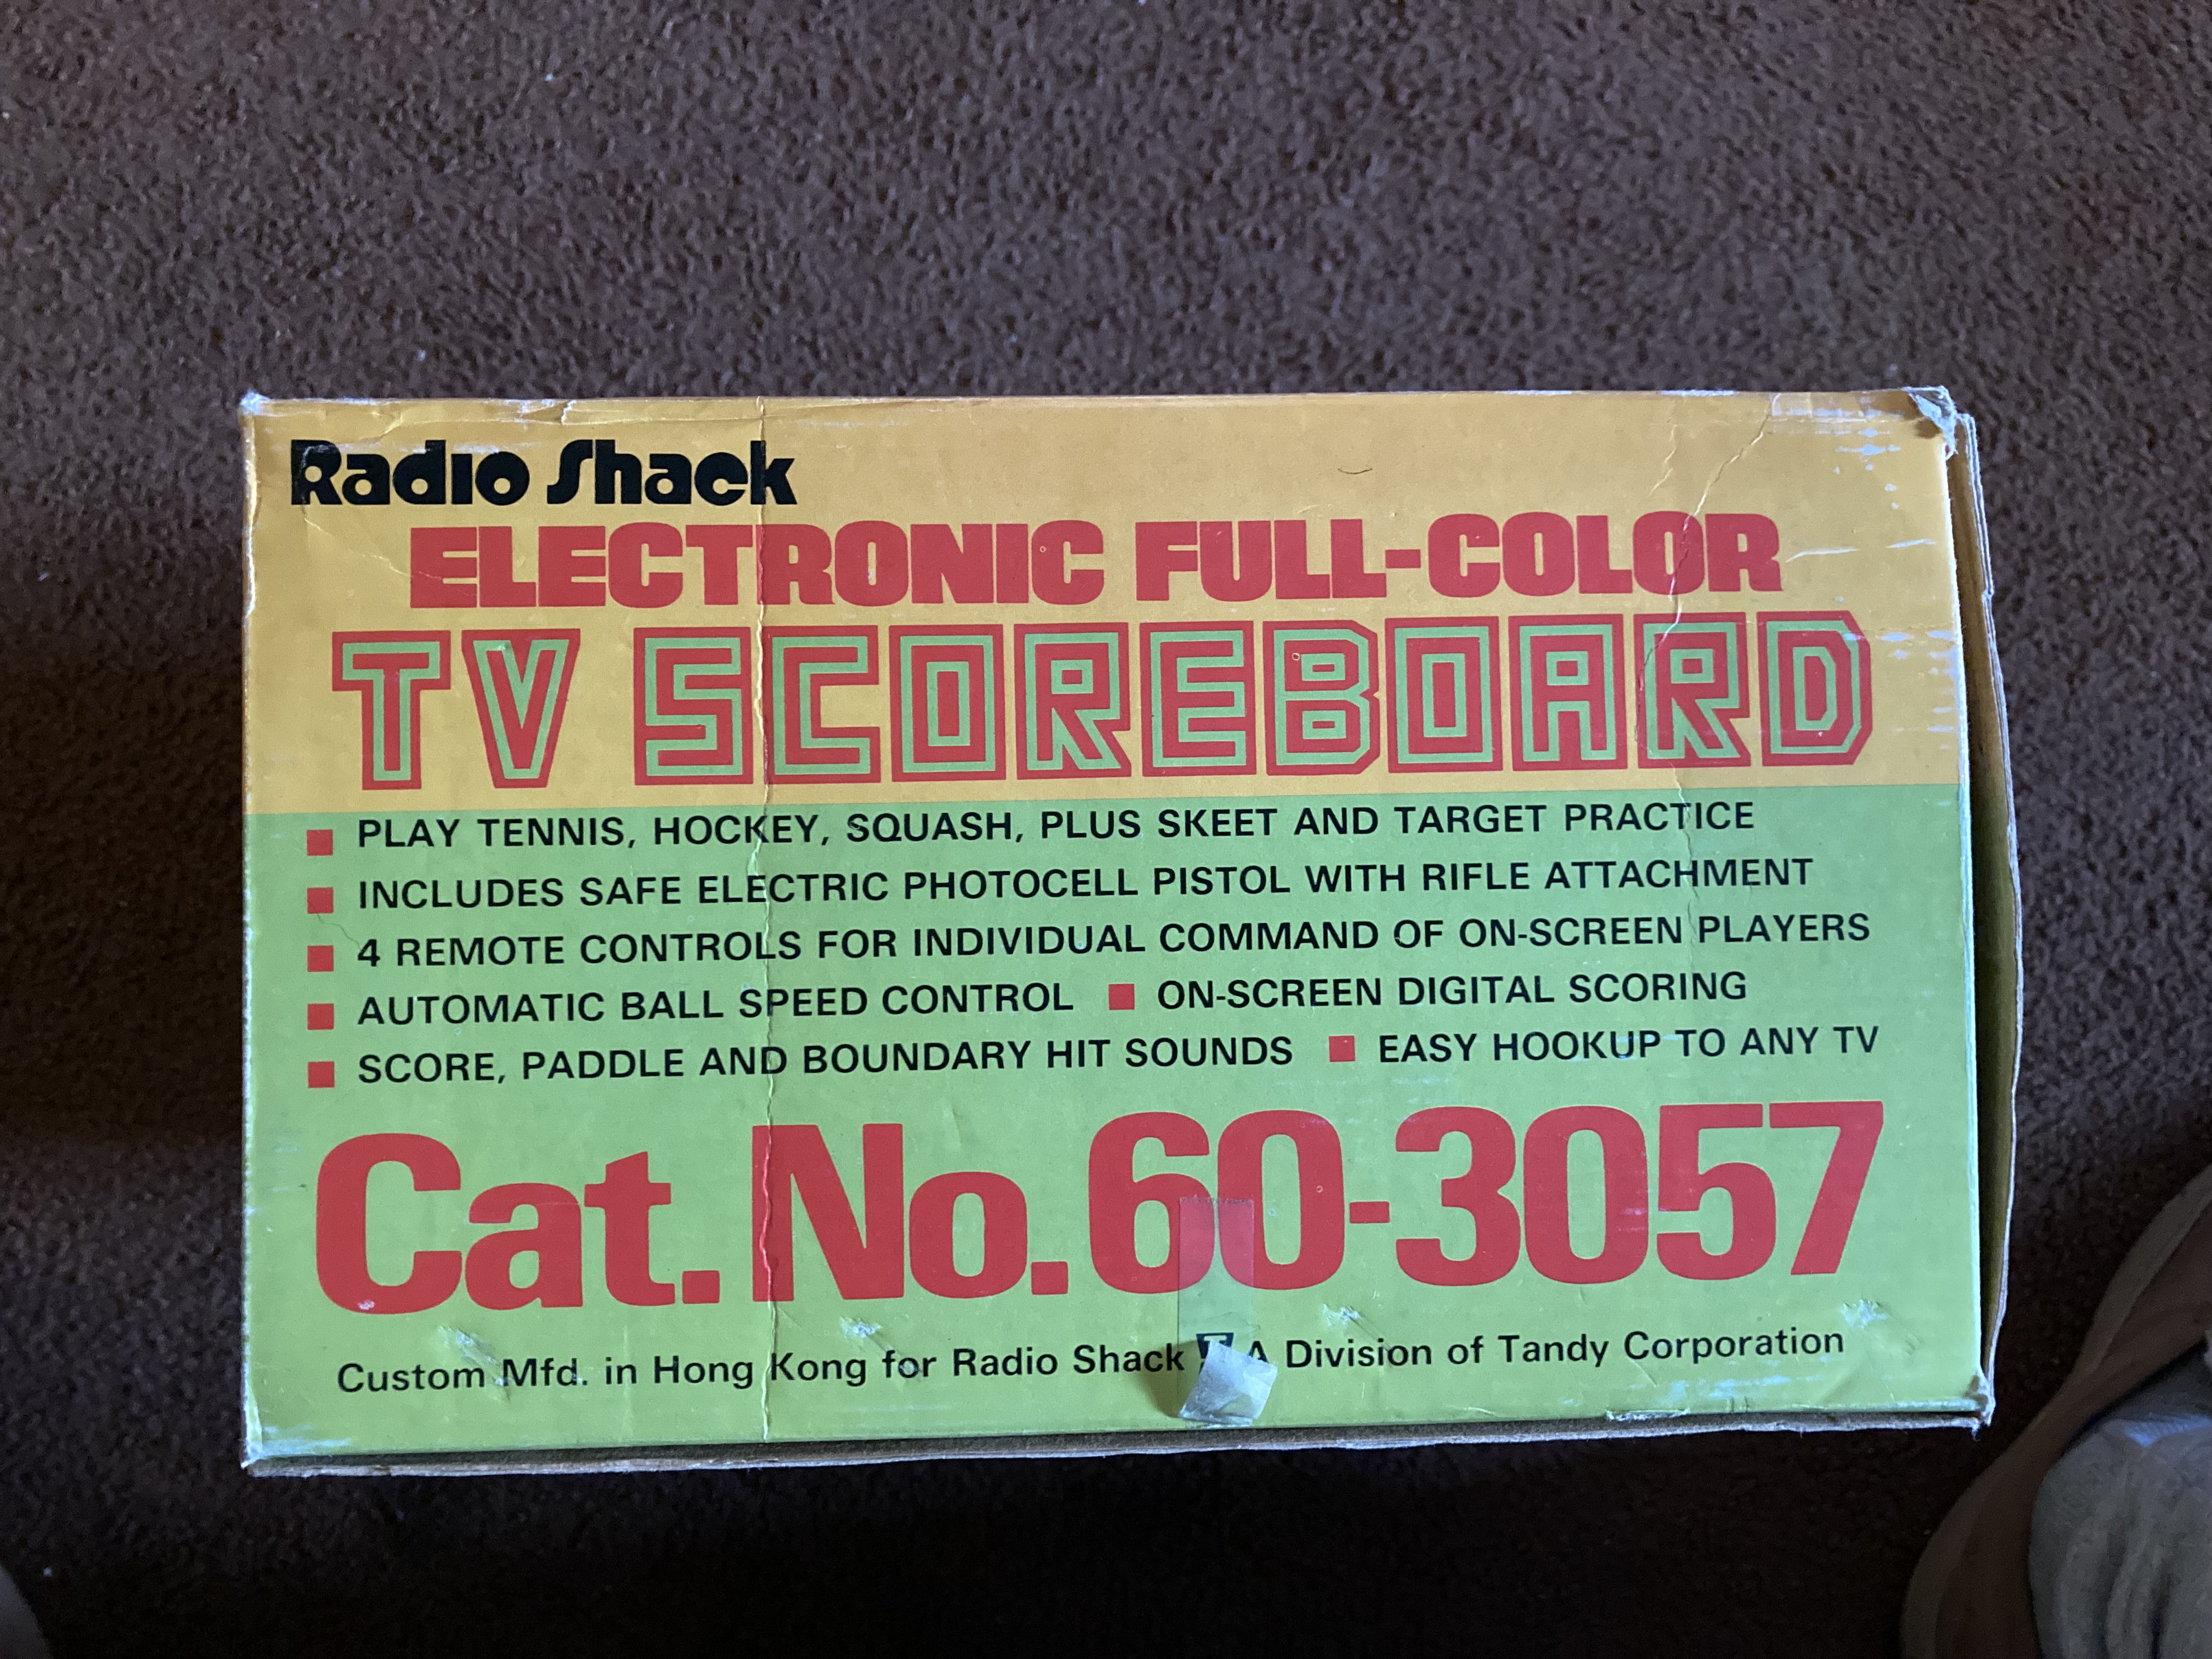 Radio Shack
ELECTRONIC FULL-COLOR
TV SCOREBOARD
PLAY TENNIS, HOCKEY, SQUASH, PLUS SKEET AND TARGET PRACTICE
INCLUDES SAFE ELECTRIC PHOTOCELL PISTOL WITH RIFLE ATTACHMENT
4 REMOTE CONTROLS FOR INDIVIDUAL COMMAND OF ON-SCREEN PLAYERS
AUTOMATIC BALL SPEED CONTROL ■ ON-SCREEN DIGITAL SCORING
SCORE, PADDLE AND BOUNDARY HIT SOUNDS ■ EASY HOOKUP TO ANY TV
Cat. No. 60-3057
Custom Mfd. in Hong Kong for Radio Shack A Division of Tandy Corporation